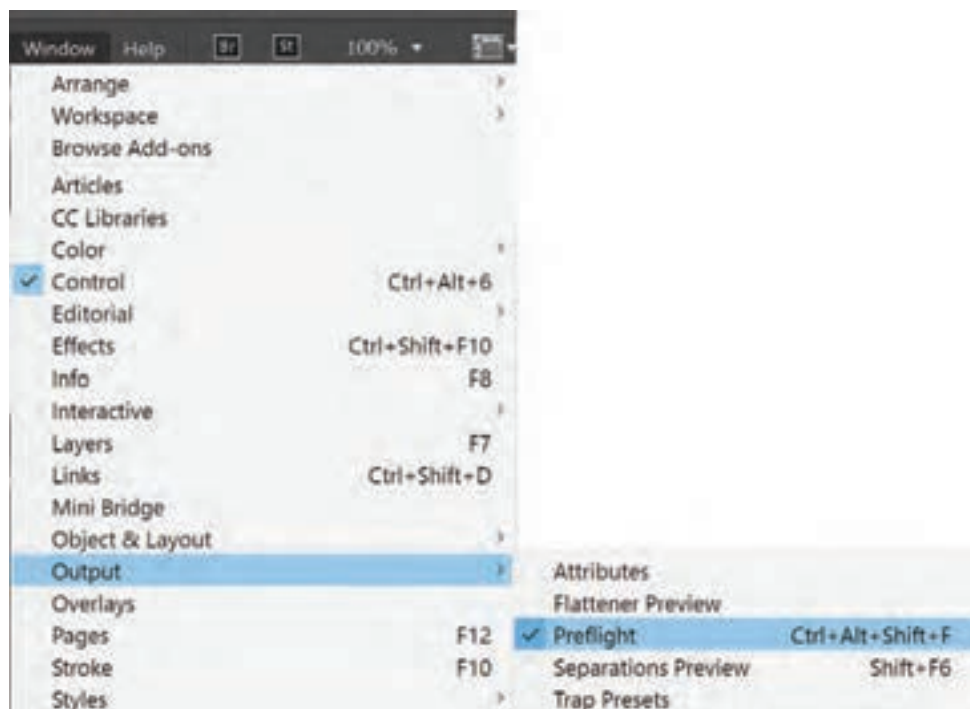 Window Help Br St 100%
Arrange
Workspace
Browse Add-ons
Articles
CC Libraries
Color
Control Ctrl+Alt+6
Editorial
Effects Ctrl+Shift+F10
Info F8
Interactive
Layers F7
Links Ctrl+Shift+D
Mini Bridge
Object & Layout
Output
Overlays
Pages F12
Stroke F10
Styles
Attributes
Flattener Preview
Preflight Ctrl+Alt+Shift+F
Separations Preview Shift+F6
Trap Presets